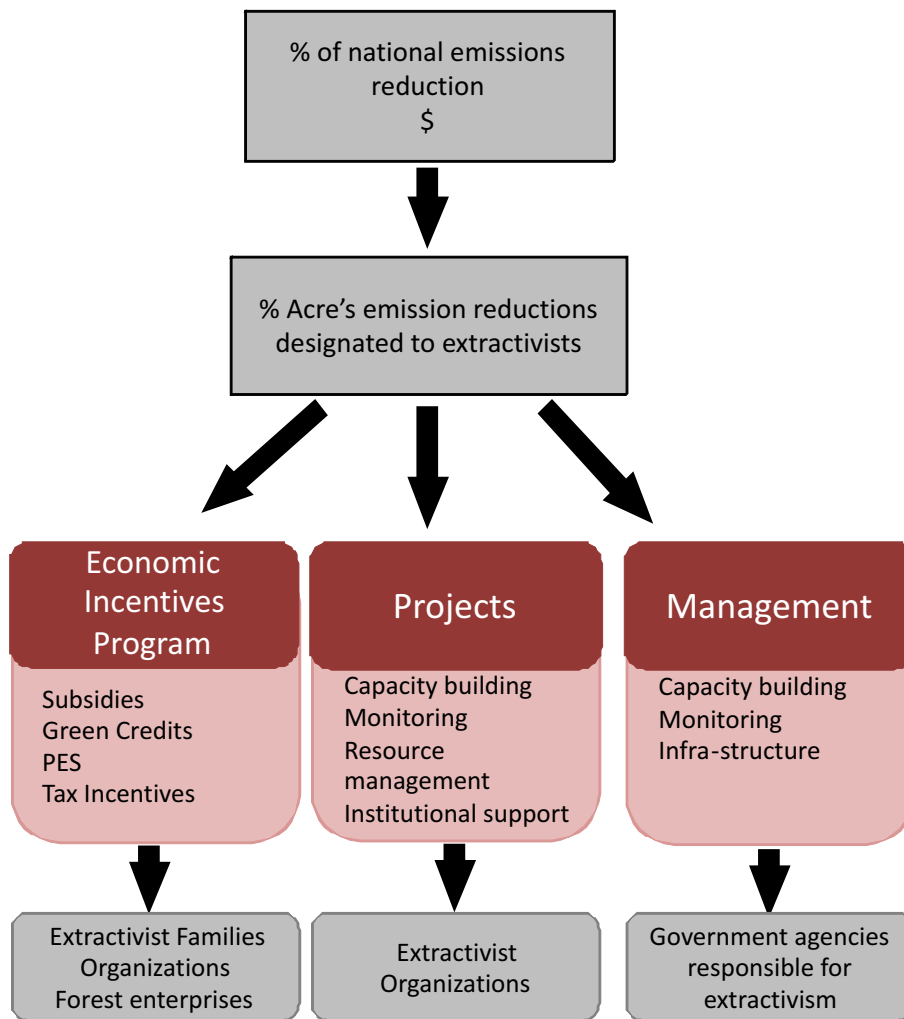 % of national emissions
reduction
$
% Acre's emission reductions
designated to extractivists
Economic
Incentives
Program
Subsidies
Green Credits
PES
Tax Incentives
Projects
Capacity building
Monitoring
Resource
management
Institutional support
Management
Capacity building
Monitoring
Infra-structure
Extractivist Families
Organizations
Forest enterprises
Extractivist
Organizations
Government agencies
responsible for
extractivism